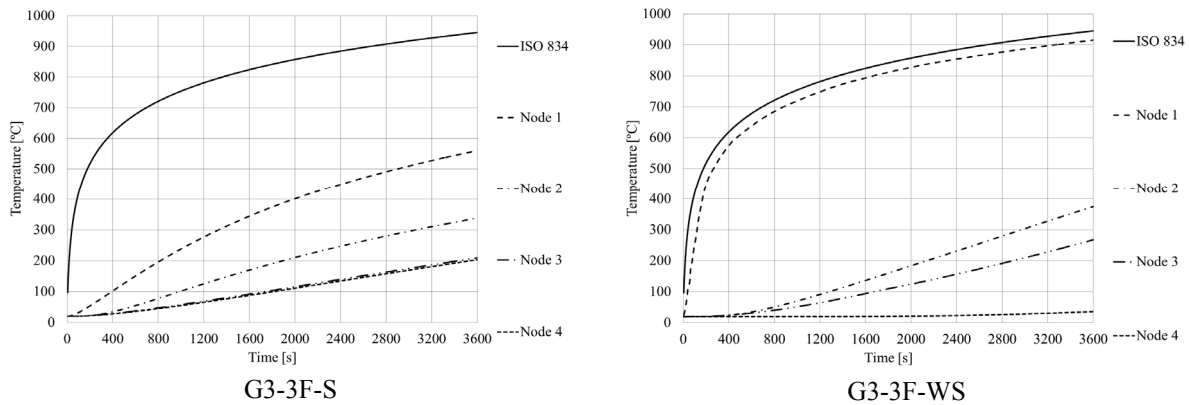 1000
900
800
700
600
500
400
300
200
100
0
Temperature [ºC]
0 400 800 1200 1600 2000 2400 2800 3200 3600
Time [s]
ISO 834
Node 1
Node 2
Node 3
Node 4
G3-3F-S
1000
900
800
700
600
500
400
300
200
100
0
Temperature [ºC]
0 400 800 1200 1600 2000 2400 2800 3200 3600
Time [s]
ISO 834
Node 1
Node 2
Node 3
Node 4
G3-3F-WS